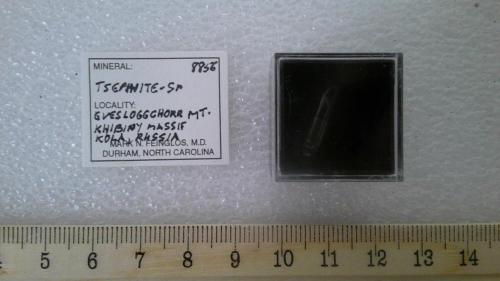 MINERAL: 8856
TSEPINITE-Sr
LOCALITY:
EVESLOGCHORR MT.
KHIBINY MASSIF
KOLA, RUSSIA
MARK N. FEINGLOS, M.D.
DURHAM, NORTH CAROLINA
4 5 6 7 8 9 10 11 12 13 14